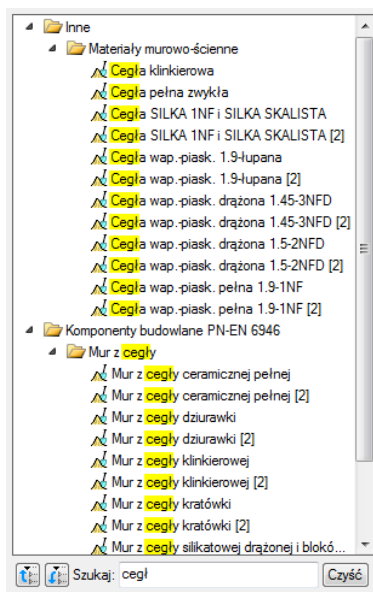 Inne
Materiały murowo-ścienne
Cegła klinkierowa
Cegła pełna zwykła
Cegła SILKA 1NF i SILKA SKALISTA
Cegła SILKA 1NF i SILKA SKALISTA [2]
Cegła wap.-piask. 1.9-łupana
Cegła wap.-piask. 1.9-łupana [2]
Cegła wap.-piask. drążona 1.45-3NFD
Cegła wap.-piask. drążona 1.45-3NFD [2]
Cegła wap.-piask. drążona 1.5-2NFD
Cegła wap.-piask. drążona 1.5-2NFD [2]
Cegła wap.-piask. pełna 1.9-1NF
Cegła wap.-piask. pełna 1.9-1NF [2]
Komponenty budowlane PN-EN 6946
Mur z cegły
Mur z cegły ceramicznej pełnej
Mur z cegły ceramicznej pełnej [2]
Mur z cegły dziurawki
Mur z cegły dziurawki [2]
Mur z cegły klinkierowej
Mur z cegły klinkierowej [2]
Mur z cegły kratówki
Mur z cegły kratówki [2]
Mur z cegły silikatowej drążonej i blokó...
Szukaj: cegł Czyść